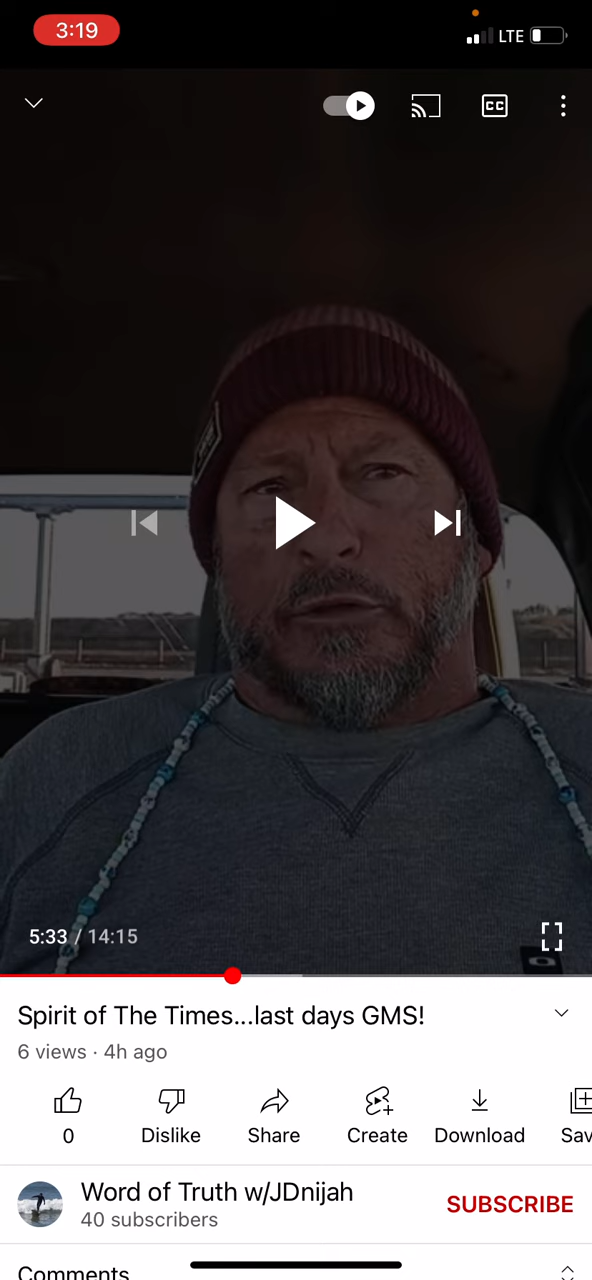 3:19
LTE
CC
5:33 / 14:15
Spirit of The Times...last days GMS!
6 views · 4h ago
0 Dislike Share Create Download Sav
Word of Truth w/JDnijah
SUBSCRIBE
40 subscribers
Comments